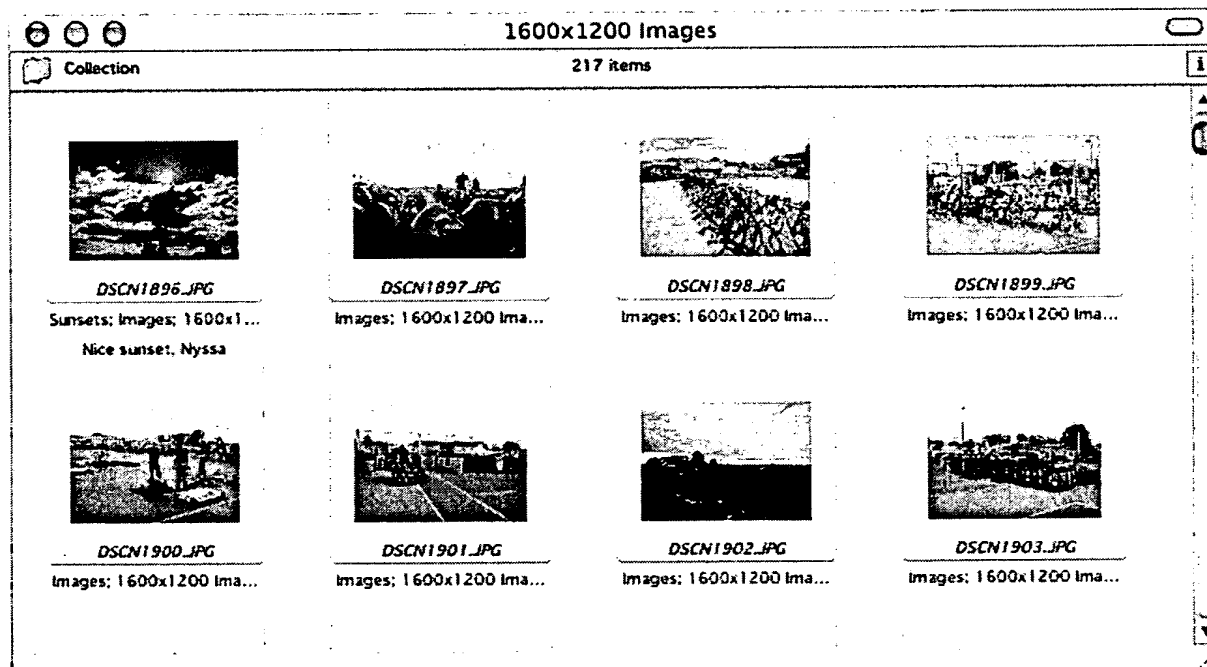 1600x1200 Images
Collection 217 items i
DSCN1896.JPG DSCN1897.JPG DSCN1898.JPG DSCN1899.JPG
Sunsets; Images; 1600x1... Images; 1600x1200 Ima... Images; 1600x1200 Ima... Images; 1600x1200 Ima...
Nice sunset, Nyssa
DSCN1900.JPG DSCN1901.JPG DSCN1902.JPG DSCN1903.JPG
Images; 1600x1200 Ima... Images; 1600x1200 Ima... Images; 1600x1200 Ima... Images; 1600x1200 Ima...